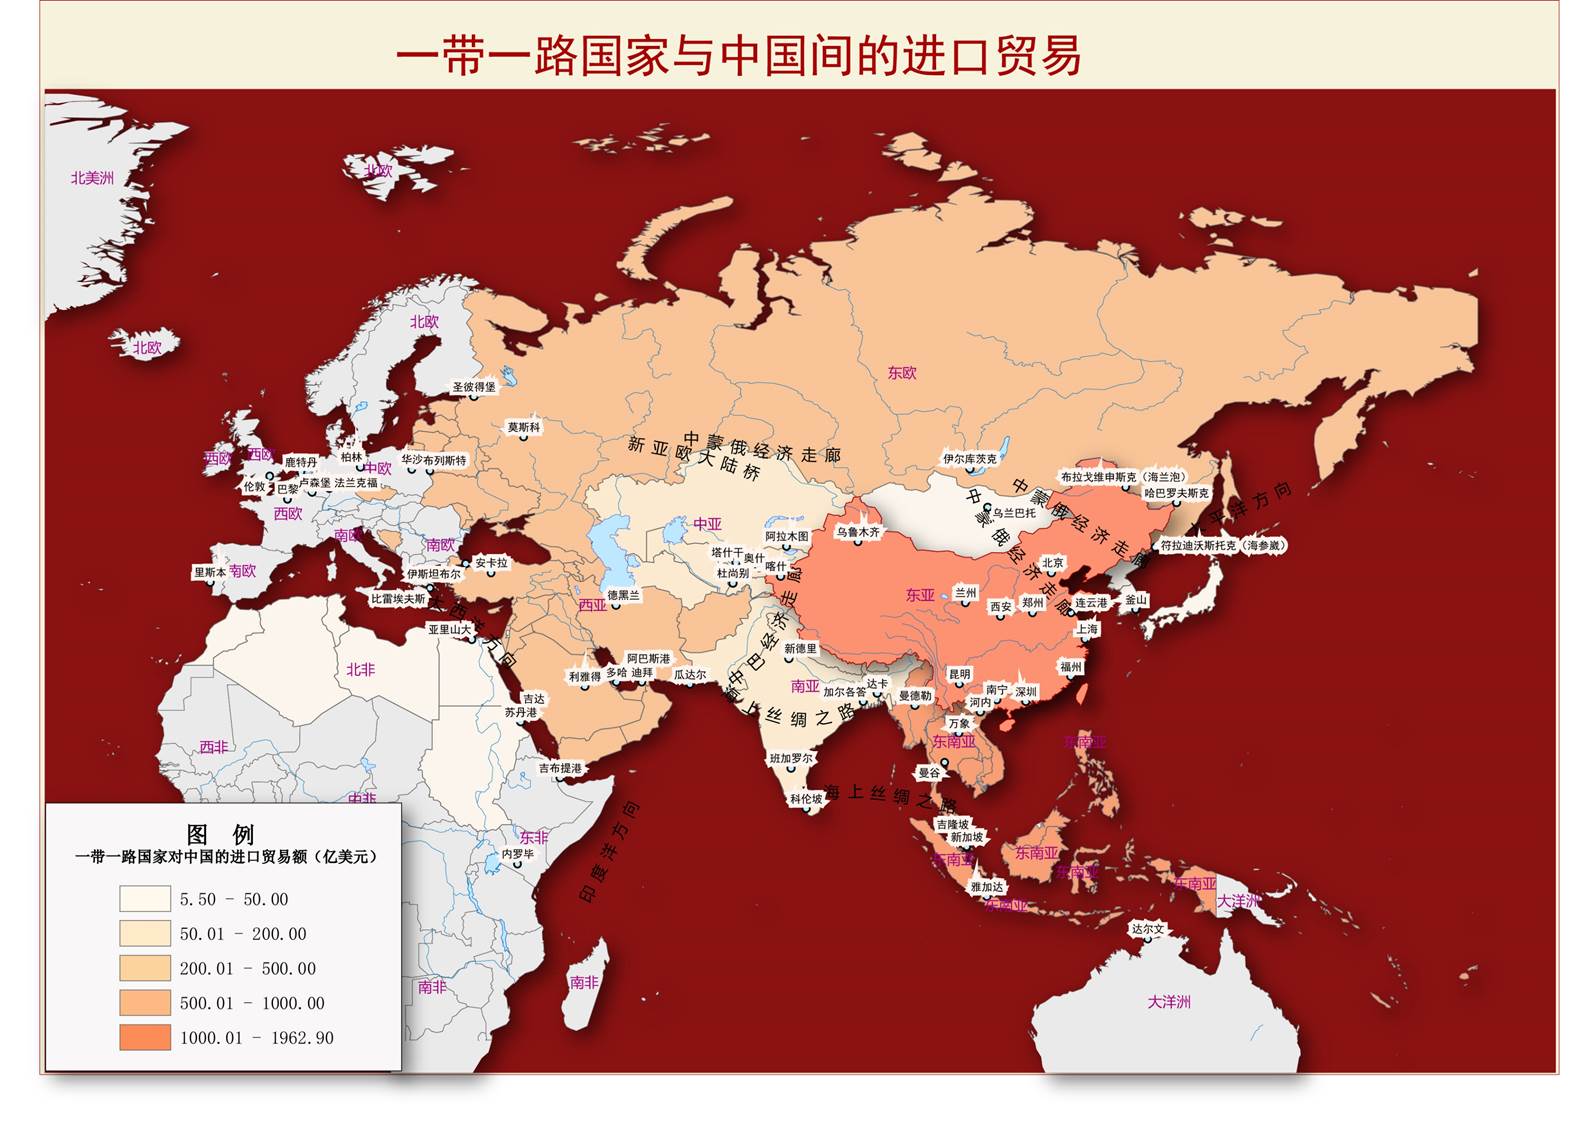 一带一路国家与中国间的进口贸易
北美洲
北欧
北欧
北欧
东欧
圣彼得堡
莫斯科
新亚欧大陆桥
中蒙俄经济走廊
西欧
西欧
鹿特丹
柏林
中欧
华沙
布列斯特
伦敦
巴黎
卢森堡
法兰克福
西欧
南欧
南欧
里斯本
南欧
伊斯坦布尔
安卡拉
比雷埃夫斯
大西洋方向
亚里山大
伊尔库茨克
布拉戈维申斯克（海兰泡）
哈巴罗夫斯克
太平洋方向
符拉迪沃斯托克（海参崴）
中蒙俄经济走廊
中蒙俄经济走廊
乌兰巴托
中亚
阿拉木图
乌鲁木齐
塔什干
奥什
杜尚别
喀什
西亚
德黑兰
中巴经济走廊
东亚
兰州
北京
西安
郑州
连云港
釜山
上海
北非
阿巴斯港
利雅得
多哈
迪拜
瓜达尔
新德里
南亚
加尔各答
达卡
曼德勒
昆明
南宁
深圳
福州
河内
海上丝绸之路
吉达
苏丹港
万象
东南亚
东南亚
西非
吉布提港
班加罗尔
曼谷
科伦坡
海上丝绸之路
中非
东非
内罗毕
印度洋方向
吉隆坡
新加坡
东南亚
东南亚
东南亚
东南亚
大洋洲
雅加达
东南亚
达尔文
南非
南非
大洋洲
图 例
一带一路国家对中国的进口贸易额（亿美元）
5.50 - 50.00
50.01 - 200.00
200.01 - 500.00
500.01 - 1000.00
1000.01 - 1962.90